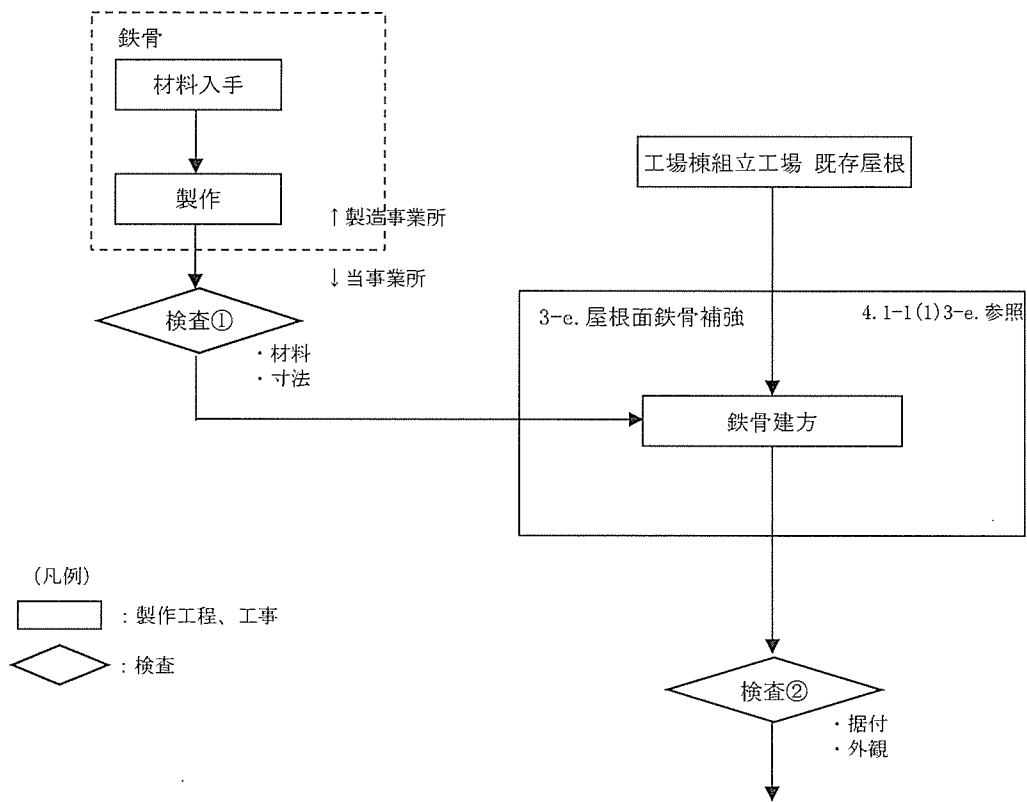 鉄骨
材料入手
製作
↑製造事業所
↓当事業所
検査①
・材料
・寸法
工場棟組立工場 既存屋根
3-e.屋根面鉄骨補強
4.1-1(1)3-e.参照
鉄骨建方
検査②
・据付
・外観
(凡例)
：製作工程、工事
：検査